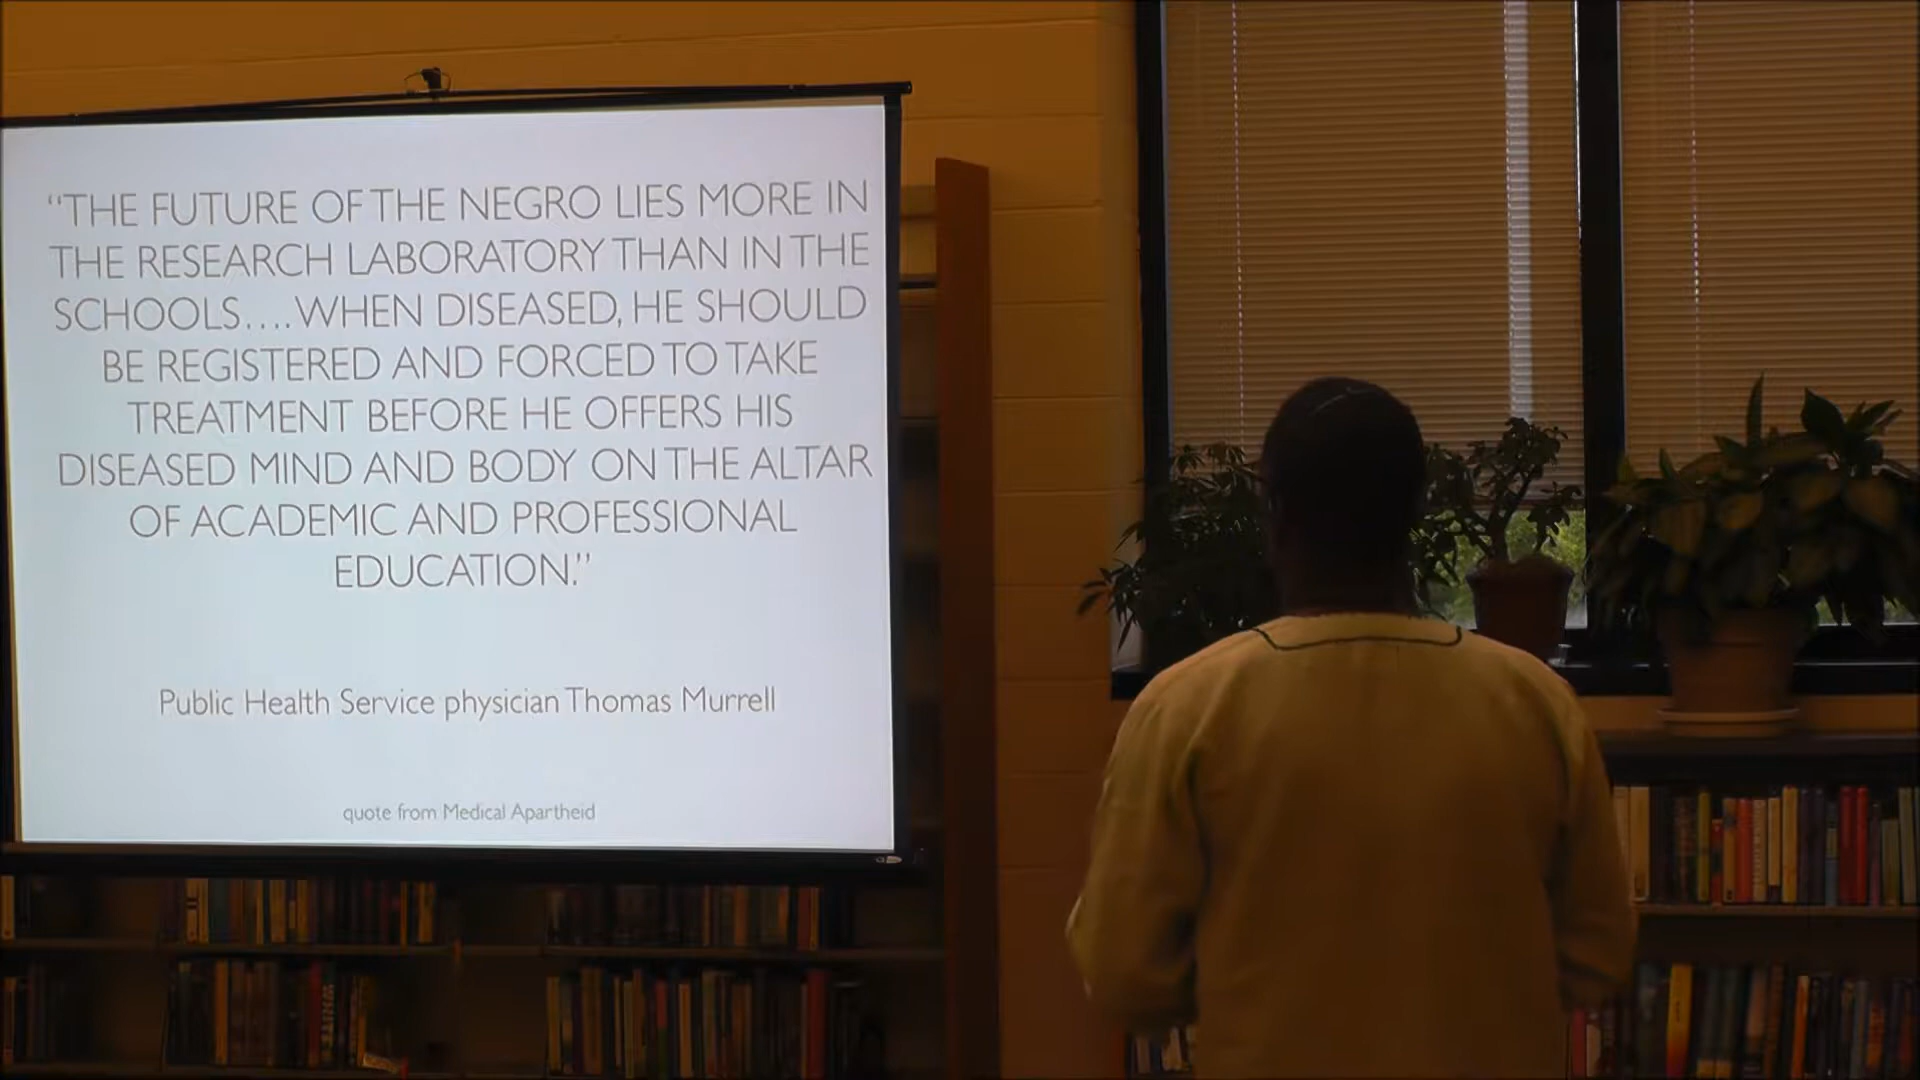 “THE FUTURE OF THE NEGRO LIES MORE IN
THE RESEARCH LABORATORY THAN IN THE
SCHOOLS.... WHEN DISEASED, HE SHOULD
BE REGISTERED AND FORCED TO TAKE
TREATMENT BEFORE HE OFFERS HIS
DISEASED MIND AND BODY ON THE ALTAR
OF ACADEMIC AND PROFESSIONAL
EDUCATION.”
Public Health Service physician Thomas Murrell
quote from Medical Apartheid